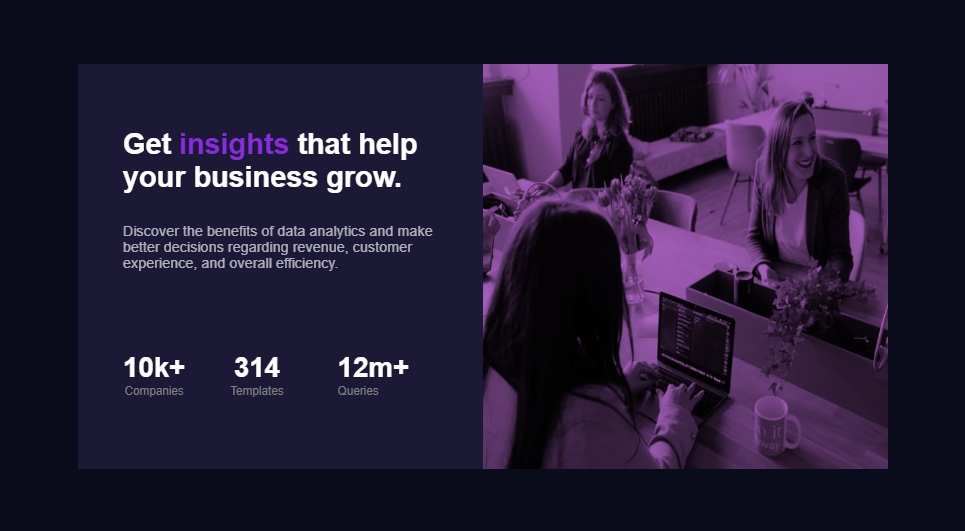 Get insights that help
your business grow.
Discover the benefits of data analytics and make
better decisions regarding revenue, customer
experience, and overall efficiency.
10k+ 314 12m+
Companies Templates Queries